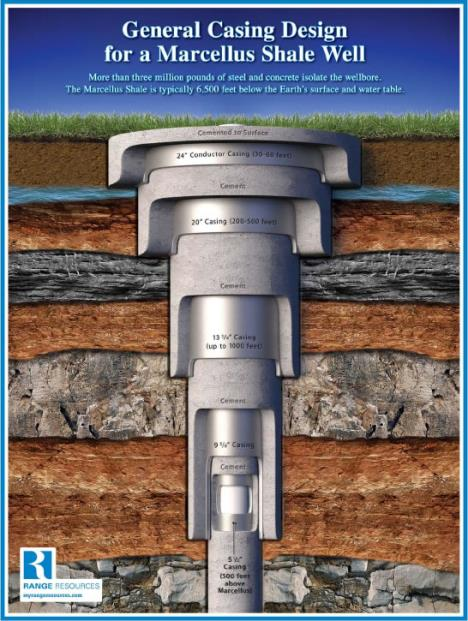 General Casing Design
for a Marcellus Shale Well
More than three million pounds of steel and concrete isolate the wellbore.
The Marcellus Shale is typically 6,500 feet below the Earth's surface and water table.
Cemented to Surface
24" Conductor Casing (30-60 feet)
Cement
20" Casing (200-500 feet)
Cement
13 3/8" Casing
(up to 1000 feet)
Cement
9 5/8" Casing
Cement
5 1/2"
Casing
(500 feet
above
Marcellus)
R
RANGE RESOURCES
myrangeresources.com